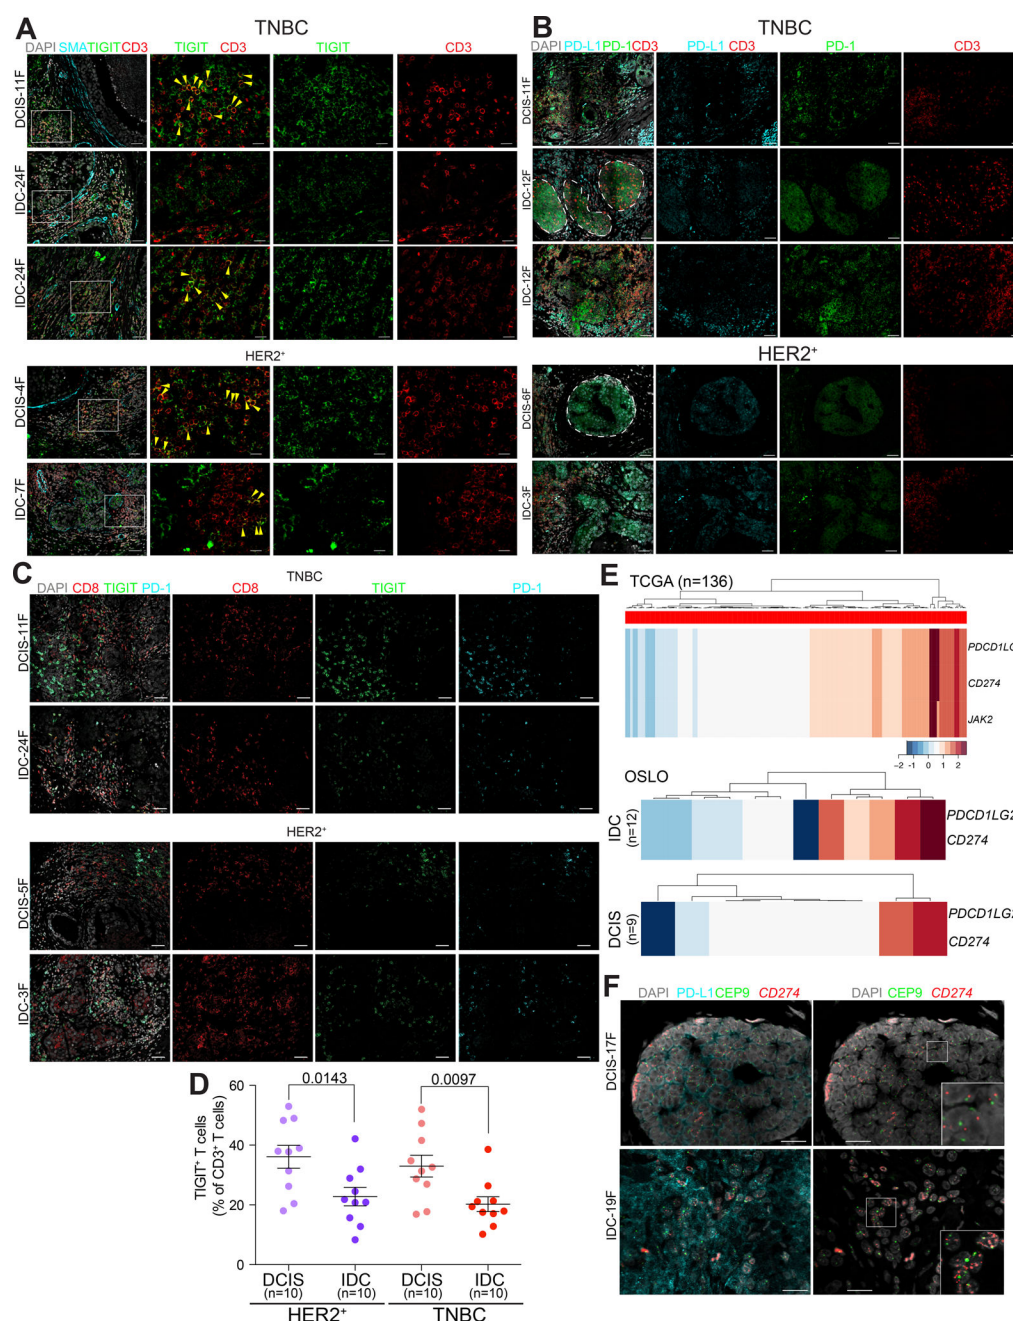 A
TNBC
DAPI SMA TIGIT CD3
TIGIT CD3
TIGIT
CD3
DCIS-11F
IDC-24F
IDC-24F
HER2⁺
DCIS-4F
IDC-7F
B
TNBC
DAPI PD-L1 PD-1 CD3
PD-L1 CD3
PD-1
CD3
DCIS-11F
IDC-12F
IDC-12F
HER2⁺
DCIS-6F
IDC-3F
C
TNBC
DAPI CD8 TIGIT PD-1
CD8
TIGIT
PD-1
DCIS-11F
IDC-24F
HER2⁺
DCIS-5F
IDC-3F
D
TIGIT⁺ T cells
(% of CD3⁺ T cells)
60
40
20
0
0.0143
0.0097
DCIS
(n=10)
IDC
(n=10)
DCIS
(n=10)
IDC
(n=10)
HER2⁺
TNBC
E
TCGA (n=136)
PDCD1LG
CD274
JAK2
-2 -1 0 1 2
OSLO
IDC
(n=12)
PDCD1LG2
CD274
DCIS
(n=9)
PDCD1LG2
CD274
F
DAPI PD-L1 CEP9 CD274
DAPI CEP9 CD274
DCIS-17F
IDC-19F